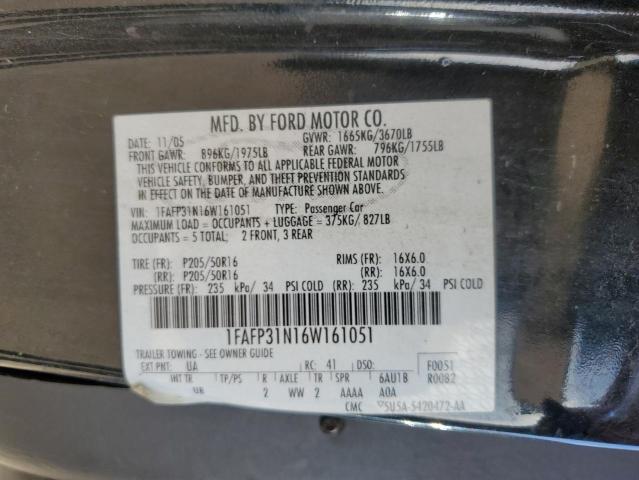 MFD. BY FORD MOTOR CO.
DATE: 11/05 GVWR: 1665KG/3670LB
FRONT GAWR: 896KG/1975LB REAR GAWR: 796KG/1755LB
THIS VEHICLE CONFORMS TO ALL APPLICABLE FEDERAL MOTOR
VEHICLE SAFETY, BUMPER, AND THEFT PREVENTION STANDARDS
IN EFFECT ON THE DATE OF MANUFACTURE SHOWN ABOVE.
VIN: 1FAFP31N16W161051 TYPE: Passenger Car
MAXIMUM LOAD = OCCUPANTS + LUGGAGE = 375KG/ 827LB
OCCUPANTS = 5 TOTAL; 2 FRONT, 3 REAR
TIRE (FR): P205/50R16 RIMS (FR): 16X6.0
(RR): P205/50R16 (RR): 16X6.0
PRESSURE (FR): 235 kPa/ 34 PSI COLD (RR): 235 kPa/ 34 PSI COLD
1FAFP31N16W161051
TRAILER TOWING - SEE OWNER GUIDE
EXT PNT: UA RC: 41 DSO: F0051
INT TR TP/PS R AXLE TR SPR 6AU1B R0082
UB 2 WW 2 AAAA A0A
CMC 5U5A-5420472-AA